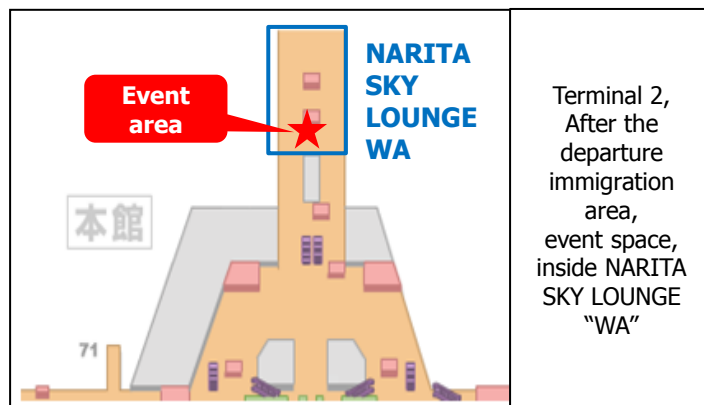 NARITA
SKY
LOUNGE
WA
Event
area
本館
71
Terminal 2,
After the
departure
immigration
area,
event space,
inside NARITA
SKY LOUNGE
“WA”